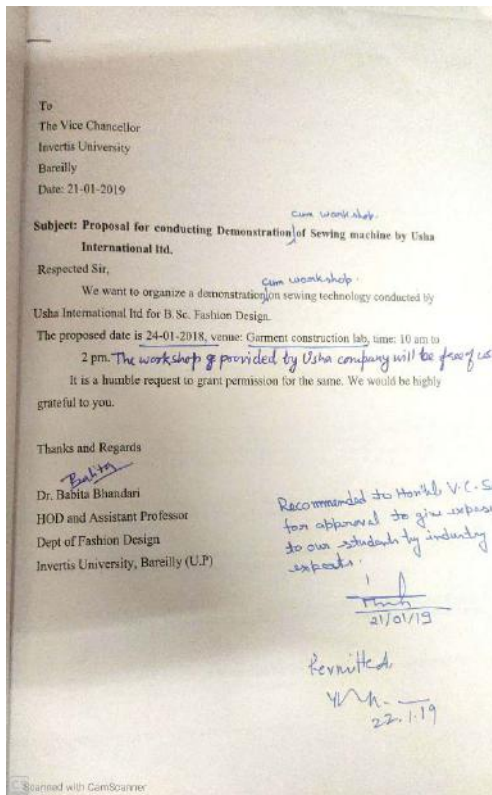 To
The Vice Chancellor
Invertis University
Bareilly
Date: 21-01-2019
cum workshop.
Subject: Proposal for conducting Demonstration of Sewing machine by Usha
International ltd.
Respected Sir,
cum workshop.
We want to organize a demonstration on sewing technology conducted by
Usha International ltd for B.Sc. Fashion Design.
The proposed date is 24-01-2018, venue: Garment construction lab, time: 10 am to
2 pm. The workshop provided by Usha company will be free of
It is a humble request to grant permission for the same. We would be highly
grateful to you.
Thanks and Regards
Babita
Dr. Babita Bhandari
HOD and Assistant Professor
Dept of Fashion Design
Invertis University, Bareilly (U.P)
Recommended to Hon'ble V.C. S
for approval to give expos
to our students by industry
experts.
21/01/19
Permitted
22.1.19
CS Scanned with CamScanner